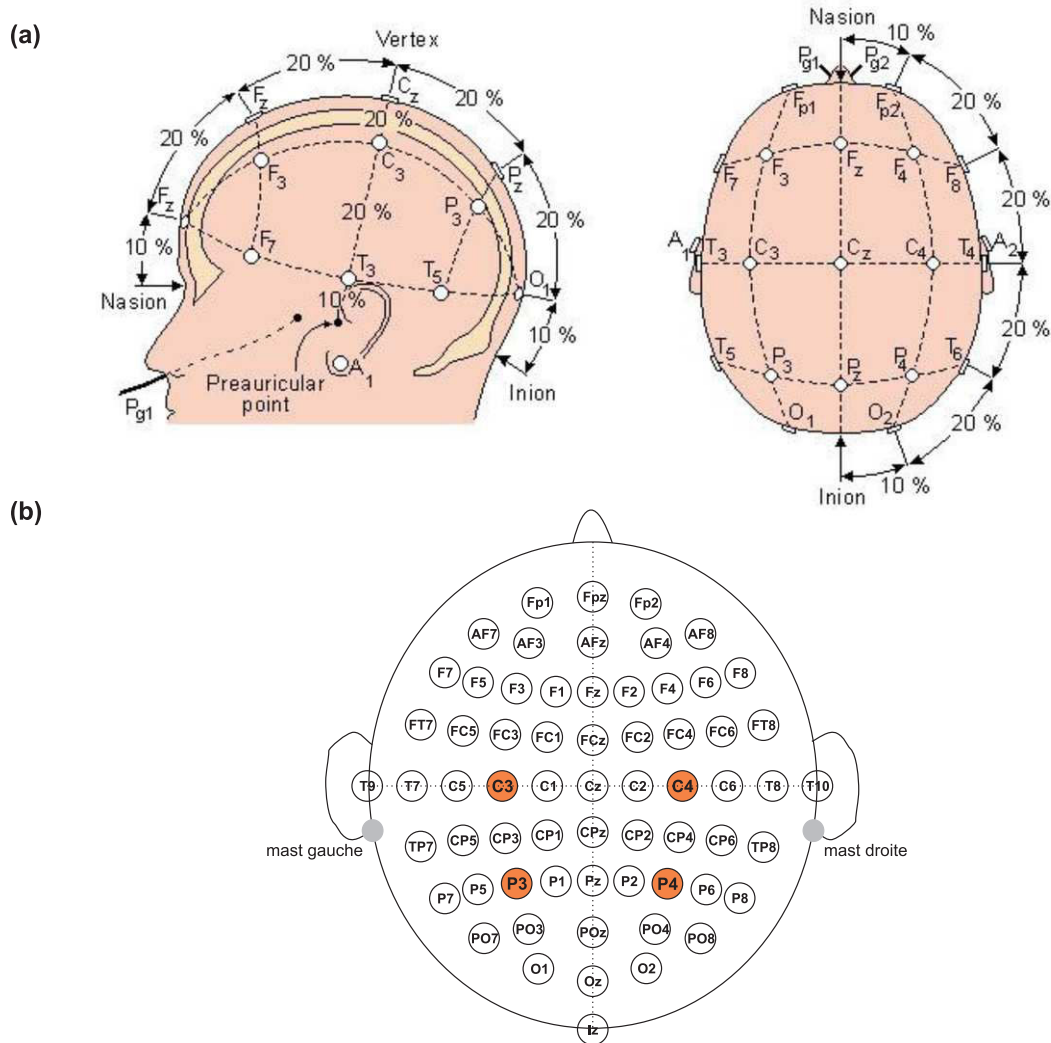 (a)
Vertex
20 %
20 %
Fz
Cz
20 %
20 %
20 %
F3
C3
Pz
Fz
20 %
P3
20 %
10 %
F7
T3
T5
O1
Nasion
10 %
10 %
A1
Preauricular
point
Inion
Pg1
Nasion
10 %
Pg1
Pg2
Fp1
Fp2
20 %
F7
F3
Fz
F4
F8
20 %
A1
T3
C3
Cz
C4
T4
A2
20 %
T5
P3
Pz
P4
T6
O1
O2
20 %
Inion
10 %
(b)
Fp1 Fpz Fp2
AF7 AF3 AFz AF4 AF8
F7 F5 F3 F1 Fz F2 F4 F6 F8
FT7 FC5 FC3 FC1 FCz FC2 FC4 FC6 FT8
T9 T7 C5 C3 C1 Cz C2 C4 C6 T8 T10
mast gauche
TP7 CP5 CP3 CP1 CPz CP2 CP4 CP6 TP8
mast droite
P7 P5 P3 P1 Pz P2 P4 P6 P8
PO7 PO3 POz PO4 PO8
O1 Oz O2
Iz